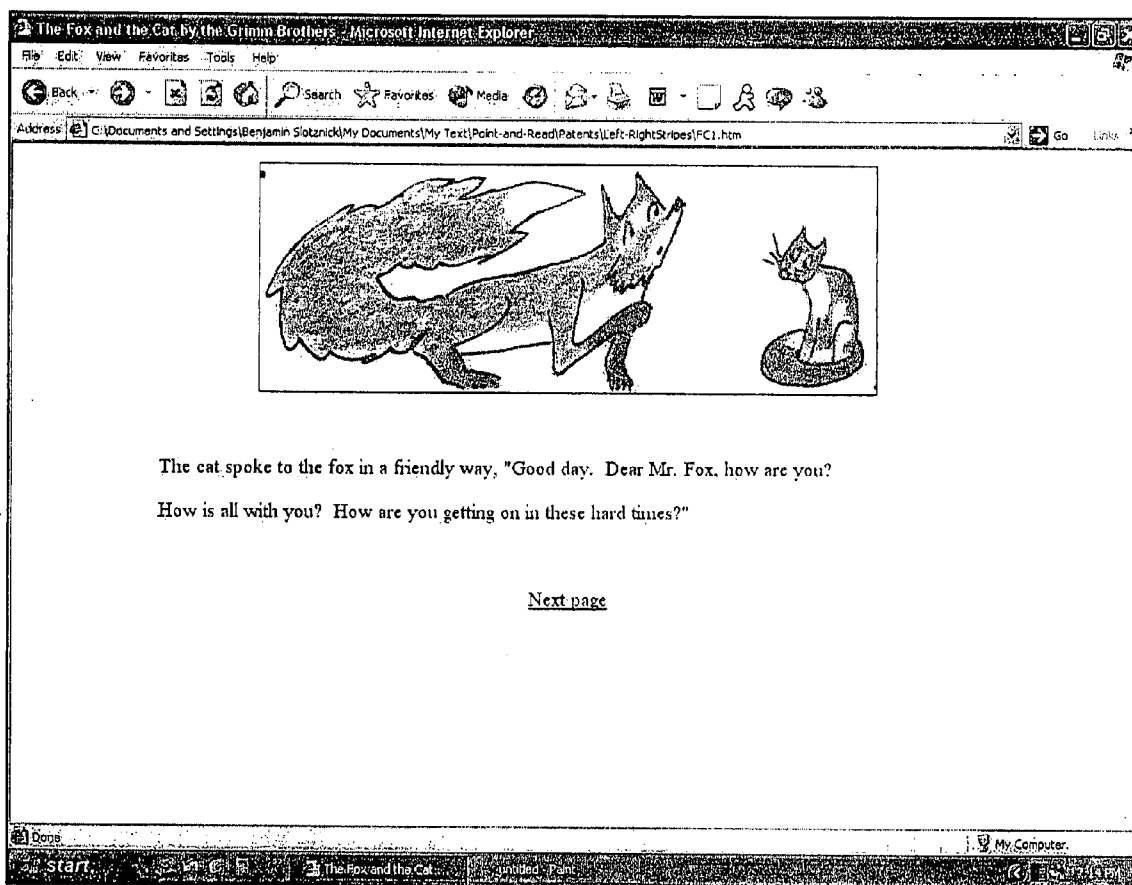 The Fox and the Cat by the Grimm Brothers - Microsoft Internet Explorer
File Edit View Favorites Tools Help
Back Search Favorites Media
Address C:\Documents and Settings\Benjamin Slotznick\My Documents\My Text\Point-and-Read\Patents\Left-RightStripes\FC1.htm Go Links
The cat spoke to the fox in a friendly way, "Good day. Dear Mr. Fox, how are you?
How is all with you? How are you getting on in these hard times?"
Next page
Done My Computer
start The Fox and the Cat... untitled - Paint